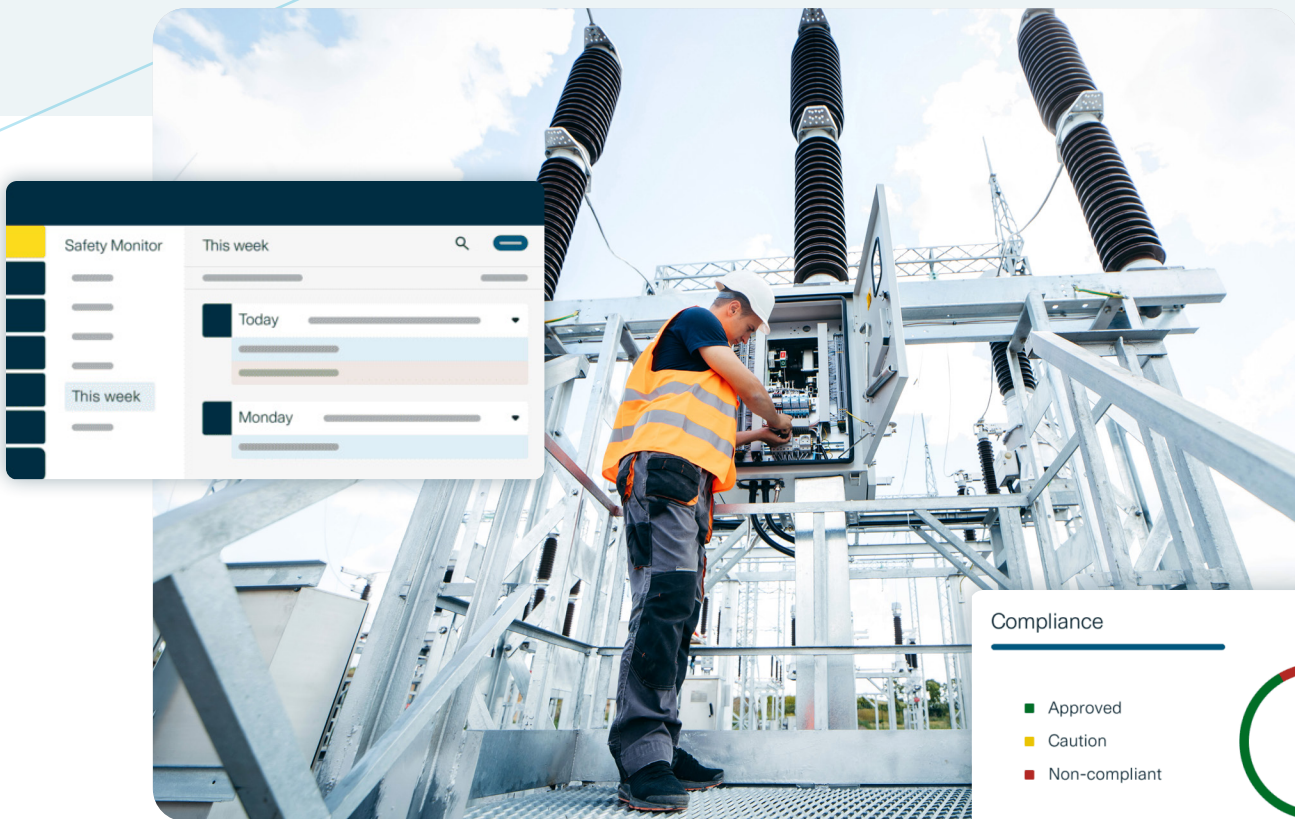 Safety Monitor
This week
This week
Today
Monday
Compliance
Approved
Caution
Non-compliant